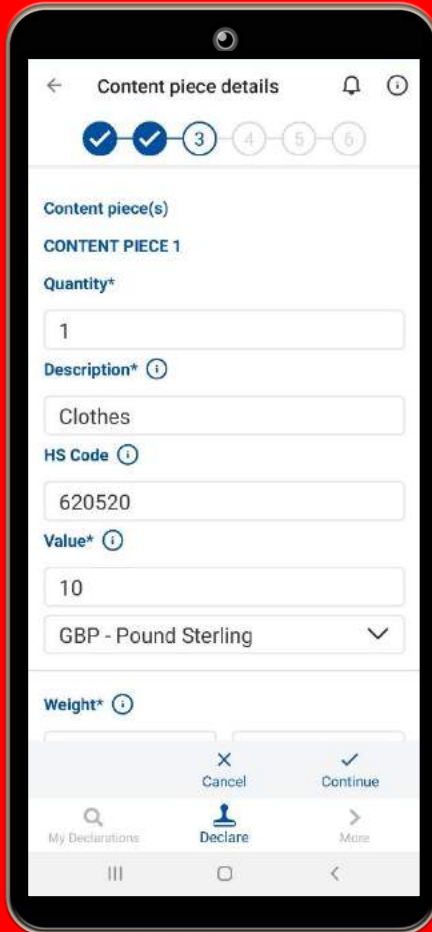 Content piece details
3 4 5 6
Content piece(s)
CONTENT PIECE 1
Quantity*
1
Description*
Clothes
HS Code
620520
Value*
10
GBP - Pound Sterling
Weight*
Cancel Continue
My Declarations Declare More